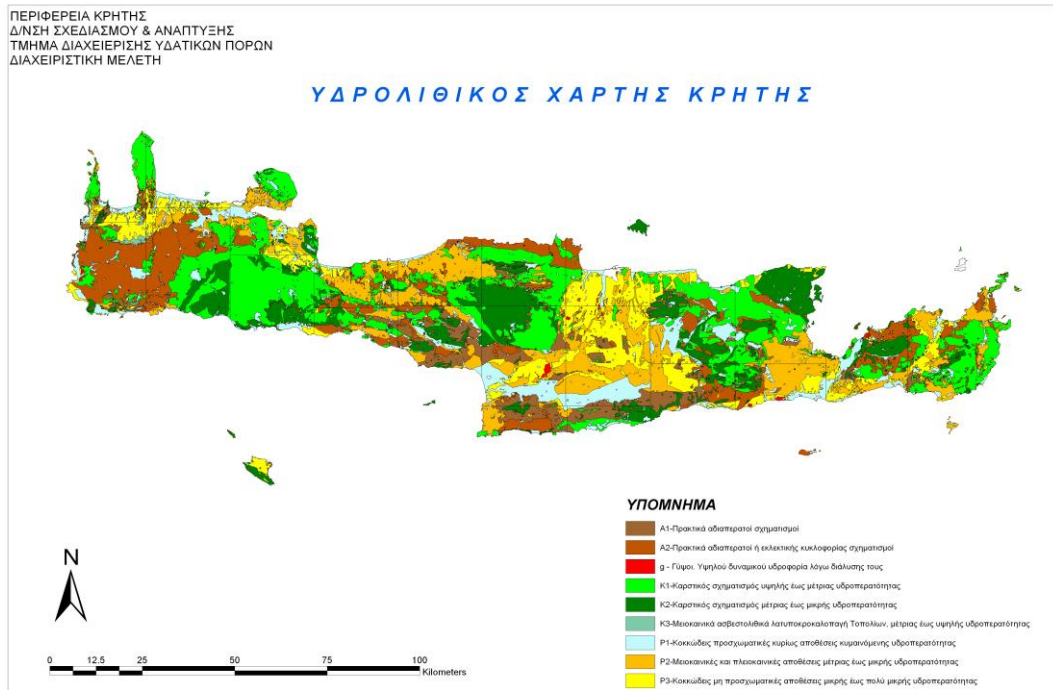 ΠΕΡΙΦΕΡΕΙΑ ΚΡΗΤΗΣ
Δ/ΝΣΗ ΣΧΕΔΙΑΣΜΟΥ & ΑΝΑΠΤΥΞΗΣ
ΤΜΗΜΑ ΔΙΑΧΕΙΕΡΙΣΗΣ ΥΔΑΤΙΚΩΝ ΠΟΡΩΝ
ΔΙΑΧΕΙΡΙΣΤΙΚΗ ΜΕΛΕΤΗ
ΥΔΡΟΛΙΘΙΚΟΣ ΧΑΡΤΗΣ ΚΡΗΤΗΣ
ΥΠΟΜΝΗΜΑ
Α1-Πρακτικά αδιαπερατοί σχηματισμοί
Α2-Πρακτικά αδιαπερατοί ή εκλεκτικής κυκλοφορίας σχηματισμοί
g - Γύψοι. Υψηλού δυναμικού υδροφορία λόγω διάλυσης τους
Κ1-Καρστικός σχηματισμός υψηλής έως μέτριας υδροπερατότητας
Κ2-Καρστικός σχηματισμός μέτριας έως μικρής υδροπερατότητας
Κ3-Μειοκαινικά ασβεστολιθικά λατυποκροκαλοπαγή Τοπολίων, μέτριας έως υψηλής υδροπερατότητας
Ρ1-Κοκκώδεις προσχωματικές κυρίως αποθέσεις κυμαινόμενης υδροπερατότητας
Ρ2-Μειοκαινικές και πλειοκαινικές αποθέσεις μέτριας έως μικρής υδροπερατότητας
Ρ3-Κοκκώδεις μη προσχωματικές αποθέσεις μικρής έως πολύ μικρής υδροπερατότητας
N
0 12.5 25 50 75 100
Kilometers